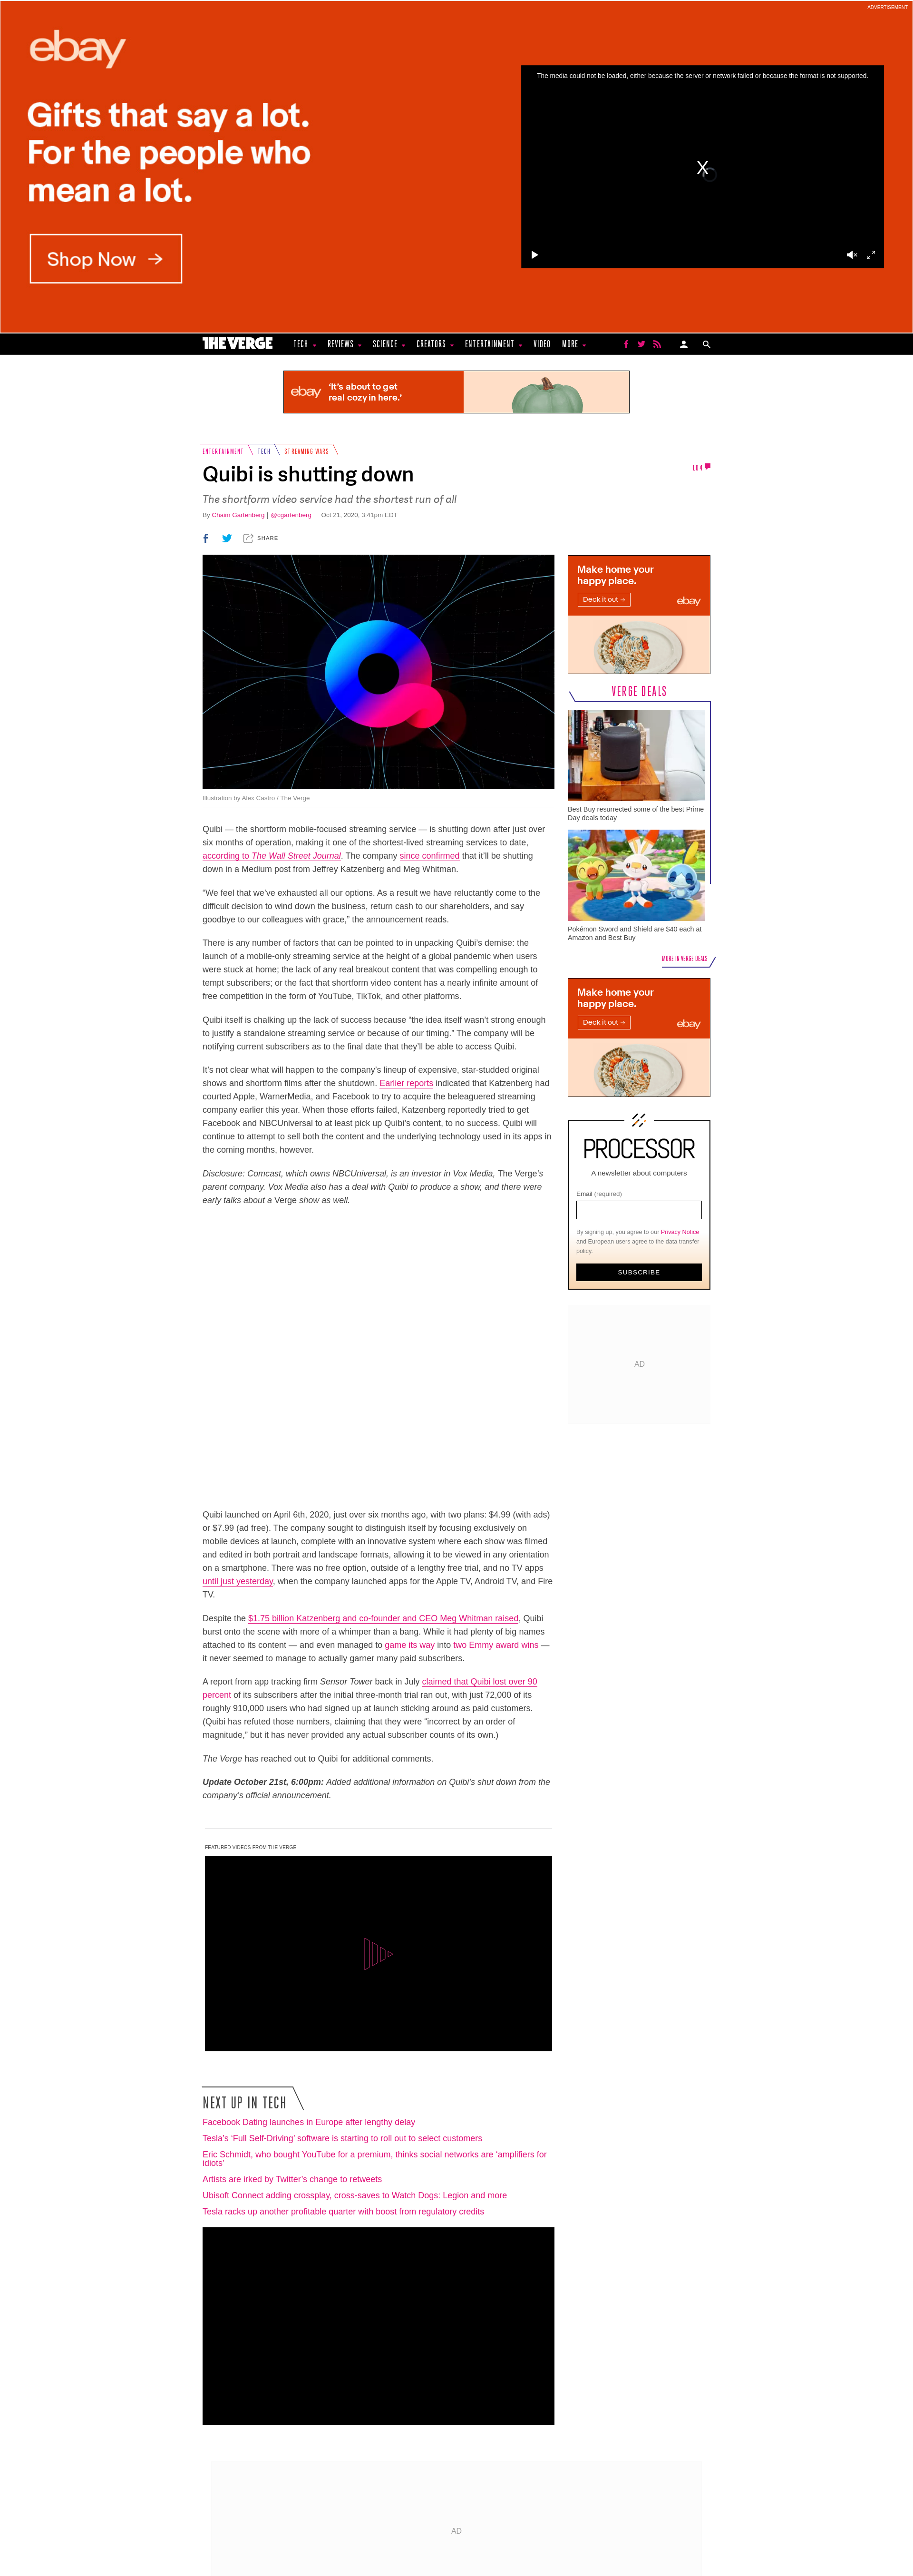 ADVERTISEMENT
ebay
Gifts that say a lot.
For the people who
mean a lot.
Shop Now →
The media could not be loaded, either because the server or network failed or because the format is not supported.
X
THE VERGE
TECH
REVIEWS
SCIENCE
CREATORS
ENTERTAINMENT
VIDEO
MORE
ebay
‘It’s about to get
real cozy in here.’
ENTERTAINMENT
TECH
STREAMING WARS
Quibi is shutting down
104
The shortform video service had the shortest run of all
By Chaim Gartenberg | @cgartenberg | Oct 21, 2020, 3:41pm EDT
SHARE
Illustration by Alex Castro / The Verge
Quibi — the shortform mobile-focused streaming service — is shutting down after just over
six months of operation, making it one of the shortest-lived streaming services to date,
according to The Wall Street Journal. The company since confirmed that it’ll be shutting
down in a Medium post from Jeffrey Katzenberg and Meg Whitman.
“We feel that we’ve exhausted all our options. As a result we have reluctantly come to the
difficult decision to wind down the business, return cash to our shareholders, and say
goodbye to our colleagues with grace,” the announcement reads.
There is any number of factors that can be pointed to in unpacking Quibi’s demise: the
launch of a mobile-only streaming service at the height of a global pandemic when users
were stuck at home; the lack of any real breakout content that was compelling enough to
tempt subscribers; or the fact that shortform video content has a nearly infinite amount of
free competition in the form of YouTube, TikTok, and other platforms.
Quibi itself is chalking up the lack of success because “the idea itself wasn’t strong enough
to justify a standalone streaming service or because of our timing.” The company will be
notifying current subscribers as to the final date that they’ll be able to access Quibi.
It’s not clear what will happen to the company’s lineup of expensive, star-studded original
shows and shortform films after the shutdown. Earlier reports indicated that Katzenberg had
courted Apple, WarnerMedia, and Facebook to try to acquire the beleaguered streaming
company earlier this year. When those efforts failed, Katzenberg reportedly tried to get
Facebook and NBCUniversal to at least pick up Quibi’s content, to no success. Quibi will
continue to attempt to sell both the content and the underlying technology used in its apps in
the coming months, however.
Disclosure: Comcast, which owns NBCUniversal, is an investor in Vox Media, The Verge’s
parent company. Vox Media also has a deal with Quibi to produce a show, and there were
early talks about a Verge show as well.
Quibi launched on April 6th, 2020, just over six months ago, with two plans: $4.99 (with ads)
or $7.99 (ad free). The company sought to distinguish itself by focusing exclusively on
mobile devices at launch, complete with an innovative system where each show was filmed
and edited in both portrait and landscape formats, allowing it to be viewed in any orientation
on a smartphone. There was no free option, outside of a lengthy free trial, and no TV apps
until just yesterday, when the company launched apps for the Apple TV, Android TV, and Fire
TV.
Despite the $1.75 billion Katzenberg and co-founder and CEO Meg Whitman raised, Quibi
burst onto the scene with more of a whimper than a bang. While it had plenty of big names
attached to its content — and even managed to game its way into two Emmy award wins —
it never seemed to manage to actually garner many paid subscribers.
A report from app tracking firm Sensor Tower back in July claimed that Quibi lost over 90
percent of its subscribers after the initial three-month trial ran out, with just 72,000 of its
roughly 910,000 users who had signed up at launch sticking around as paid customers.
(Quibi has refuted those numbers, claiming that they were “incorrect by an order of
magnitude,” but it has never provided any actual subscriber counts of its own.)
The Verge has reached out to Quibi for additional comments.
Update October 21st, 6:00pm: Added additional information on Quibi’s shut down from the
company’s official announcement.
FEATURED VIDEOS FROM THE VERGE
NEXT UP IN TECH
Facebook Dating launches in Europe after lengthy delay
Tesla’s ‘Full Self-Driving’ software is starting to roll out to select customers
Eric Schmidt, who bought YouTube for a premium, thinks social networks are ‘amplifiers for
idiots’
Artists are irked by Twitter’s change to retweets
Ubisoft Connect adding crossplay, cross-saves to Watch Dogs: Legion and more
Tesla racks up another profitable quarter with boost from regulatory credits
Make home your
happy place.
Deck it out →
ebay
VERGE DEALS
Best Buy resurrected some of the best Prime
Day deals today
Pokémon Sword and Shield are $40 each at
Amazon and Best Buy
MORE IN VERGE DEALS
Make home your
happy place.
Deck it out →
ebay
PROCESSOR
A newsletter about computers
Email (required)
By signing up, you agree to our Privacy Notice
and European users agree to the data transfer
policy.
SUBSCRIBE
AD
AD